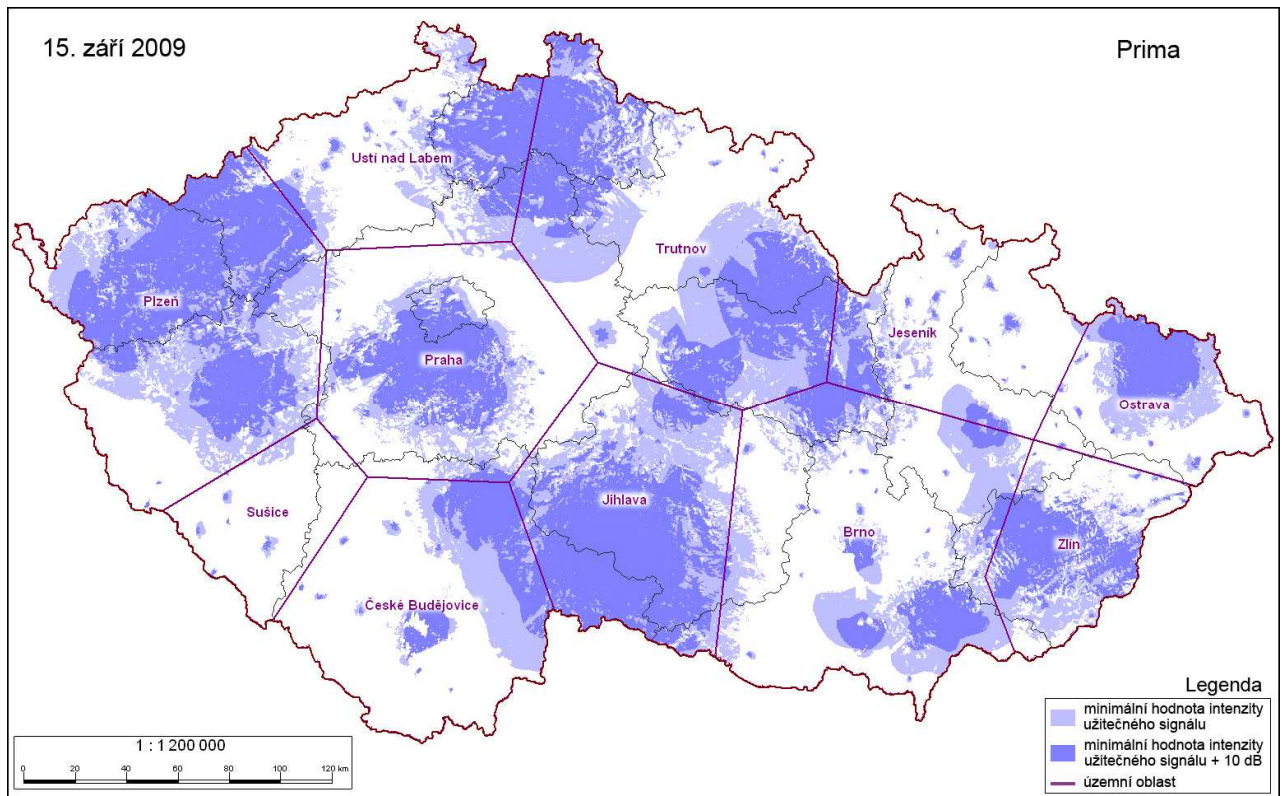 15. září 2009
Prima
Ustí nad Labem
Trutnov
Plzeň
Jeseník
Praha
Ostrava
Jihlava
Sušice
Brno
Zlín
České Budějovice
Legenda
minimální hodnota intenzity
užitečného signálu
minimální hodnota intenzity
užitečného signálu + 10 dB
územní oblast
1 : 1 200 000
0 20 40 60 80 100 120 km